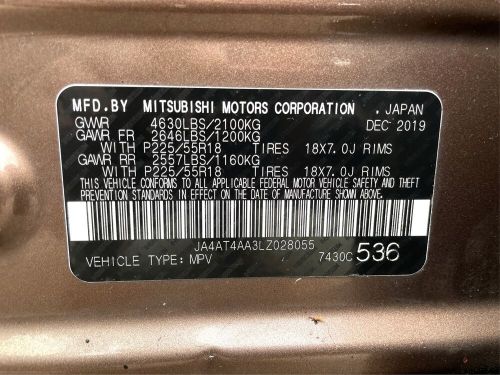 MFD.BY MITSUBISHI MOTORS CORPORATION , JAPAN
GVWR 4630LBS/2100KG DEC 2019
GAWR FR 2646LBS/1200KG
WITH P225/55R18 TIRES 18X7.0J RIMS
GAWR RR 2557LBS/1160KG
WITH P225/55R18 TIRES 18X7.0J RIMS
THIS VEHICLE CONFORMS TO ALL APPLICABLE FEDERAL MOTOR VEHICLE SAFETY,BUMPER,AND THEFT
PREVENTION STANDARDS IN EFFECT ON THE DATE OF MANUFACTURE SHOWN ABOVE.
JA4AT4AA3LZ028055
VEHICLE TYPE: MPV 7430C 536